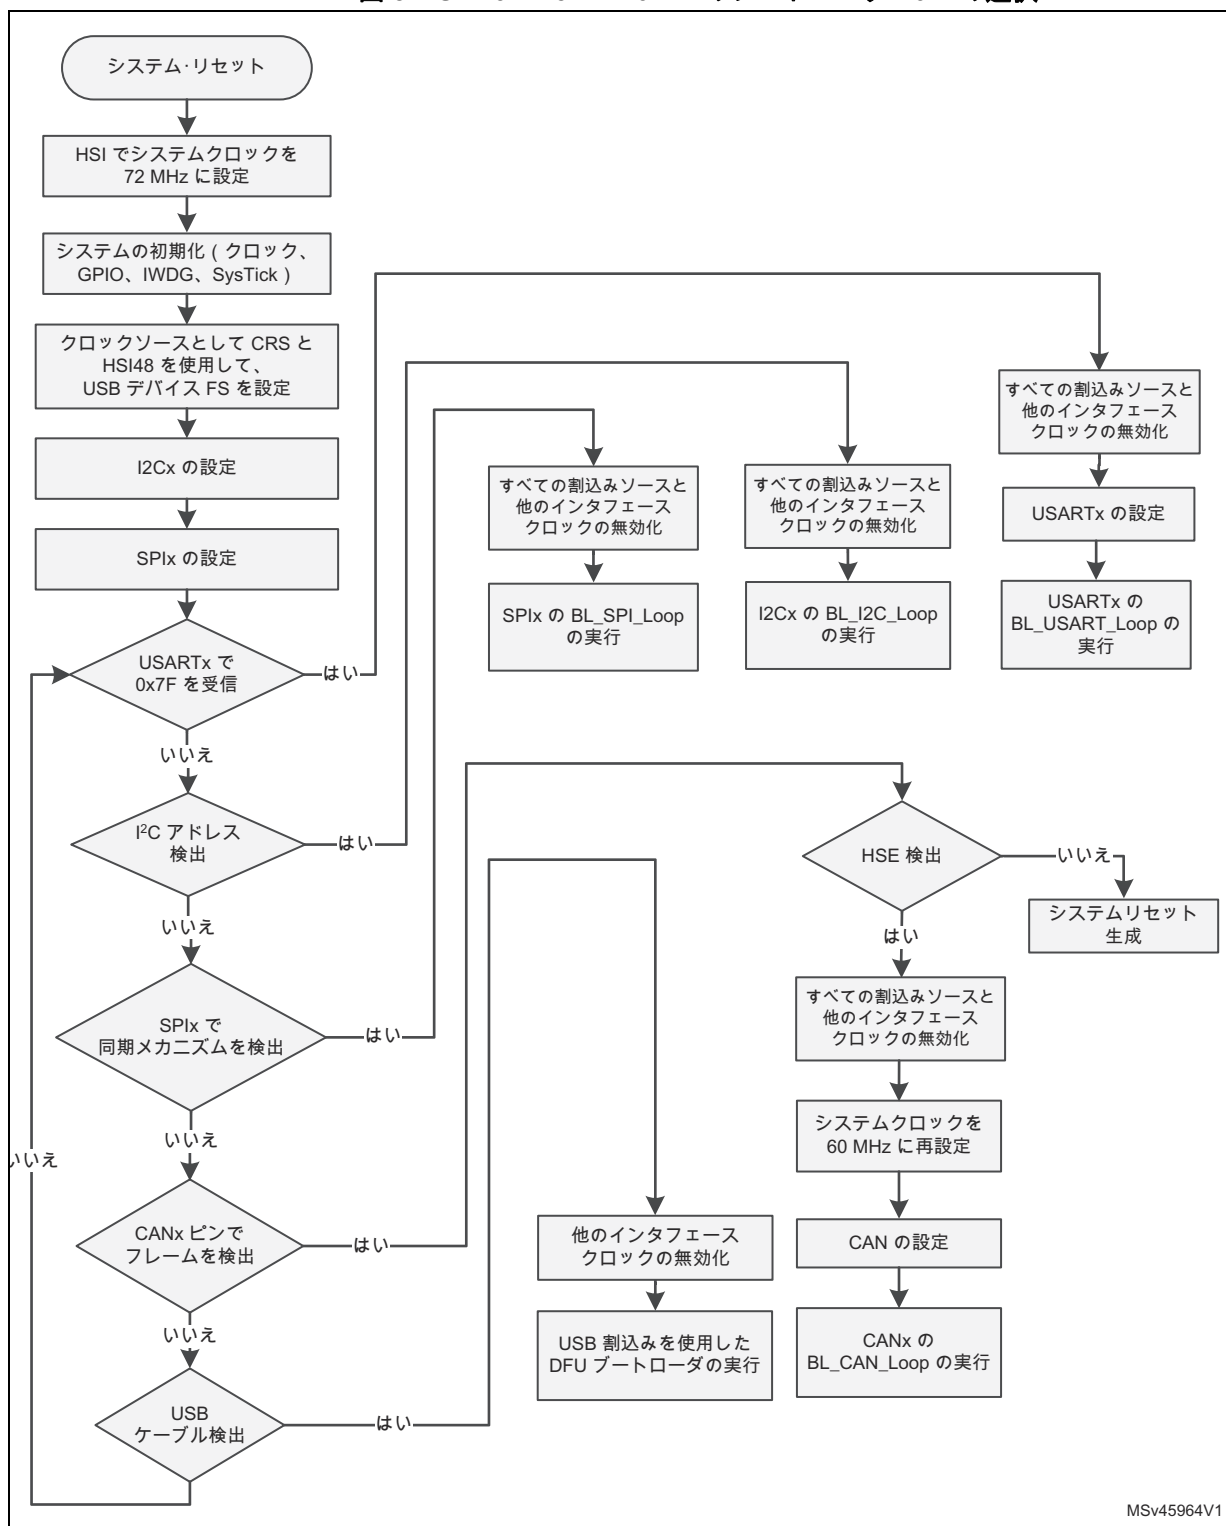 システム･リセット
HSI でシステムクロックを
72 MHz に設定
システムの初期化 ( クロック、
GPIO、IWDG、SysTick )
クロックソースとして CRS と
HSI48 を使用して、
USB デバイス FS を設定
I2Cx の設定
SPIx の設定
USARTx で
0x7F を受信
はい
いいえ
I²C アドレス
検出
はい
いいえ
SPIx で
同期メカニズムを検出
はい
いいえ
いいえ
CANx ピンで
フレームを検出
はい
いいえ
USB
ケーブル検出
はい
すべての割込みソースと
他のインタフェース
クロックの無効化
SPIx の BL_SPI_Loop
の実行
すべての割込みソースと
他のインタフェース
クロックの無効化
I2Cx の BL_I2C_Loop
の実行
すべての割込みソースと
他のインタフェース
クロックの無効化
USARTx の設定
USARTx の
BL_USART_Loop の
実行
HSE 検出
いいえ
システムリセット
生成
はい
すべての割込みソースと
他のインタフェース
クロックの無効化
システムクロックを
60 MHz に再設定
CAN の設定
CANx の
BL_CAN_Loop の実行
他のインタフェース
クロックの無効化
USB 割込みを使用した
DFU ブートローダの実行
MSv45964V1